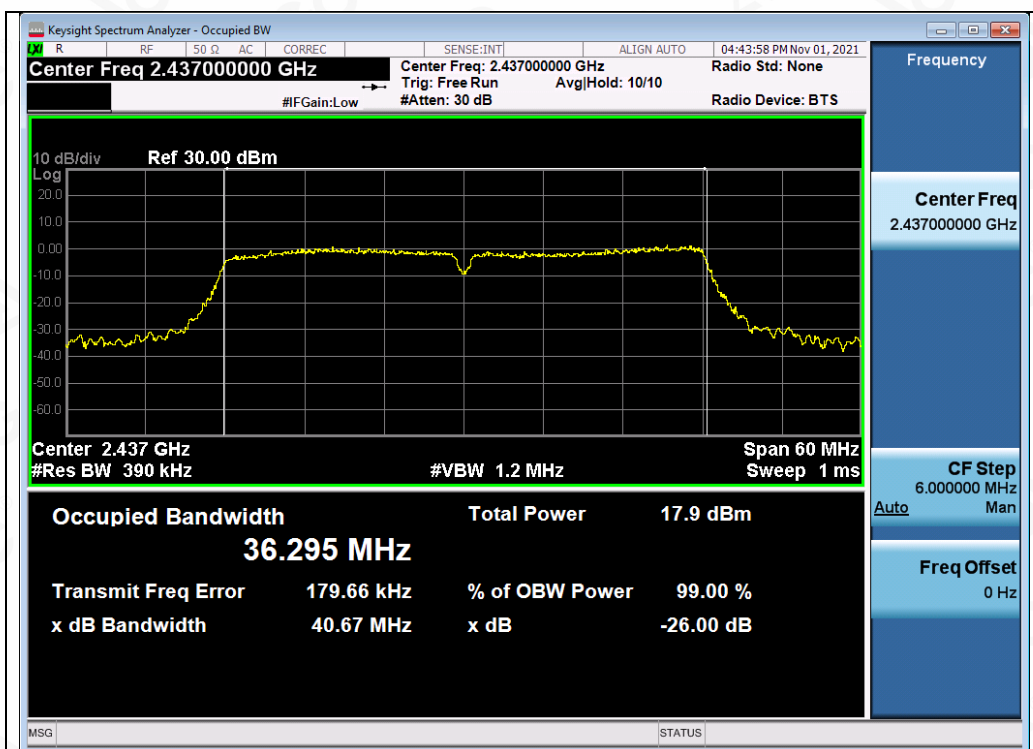 Keysight Spectrum Analyzer - Occupied BW
LXI R RF 50 Ω AC CORREC SENSE:INT ALIGN AUTO 04:43:58 PM Nov 01, 2021
Center Freq 2.437000000 GHz Center Freq: 2.437000000 GHz Radio Std: None
Trig: Free Run Avg|Hold: 10/10
#IFGain:Low #Atten: 30 dB Radio Device: BTS
Frequency
10 dB/div Ref 30.00 dBm
Log
20.0
10.0
0.00
-10.0
-20.0
-30.0
-40.0
-50.0
-60.0
Center 2.437 GHz Span 60 MHz
#Res BW 390 kHz #VBW 1.2 MHz Sweep 1 ms
Center Freq
2.437000000 GHz
CF Step
6.000000 MHz
Auto Man
Freq Offset
0 Hz
Occupied Bandwidth Total Power 17.9 dBm
36.295 MHz
Transmit Freq Error 179.66 kHz % of OBW Power 99.00 %
x dB Bandwidth 40.67 MHz x dB -26.00 dB
MSG STATUS